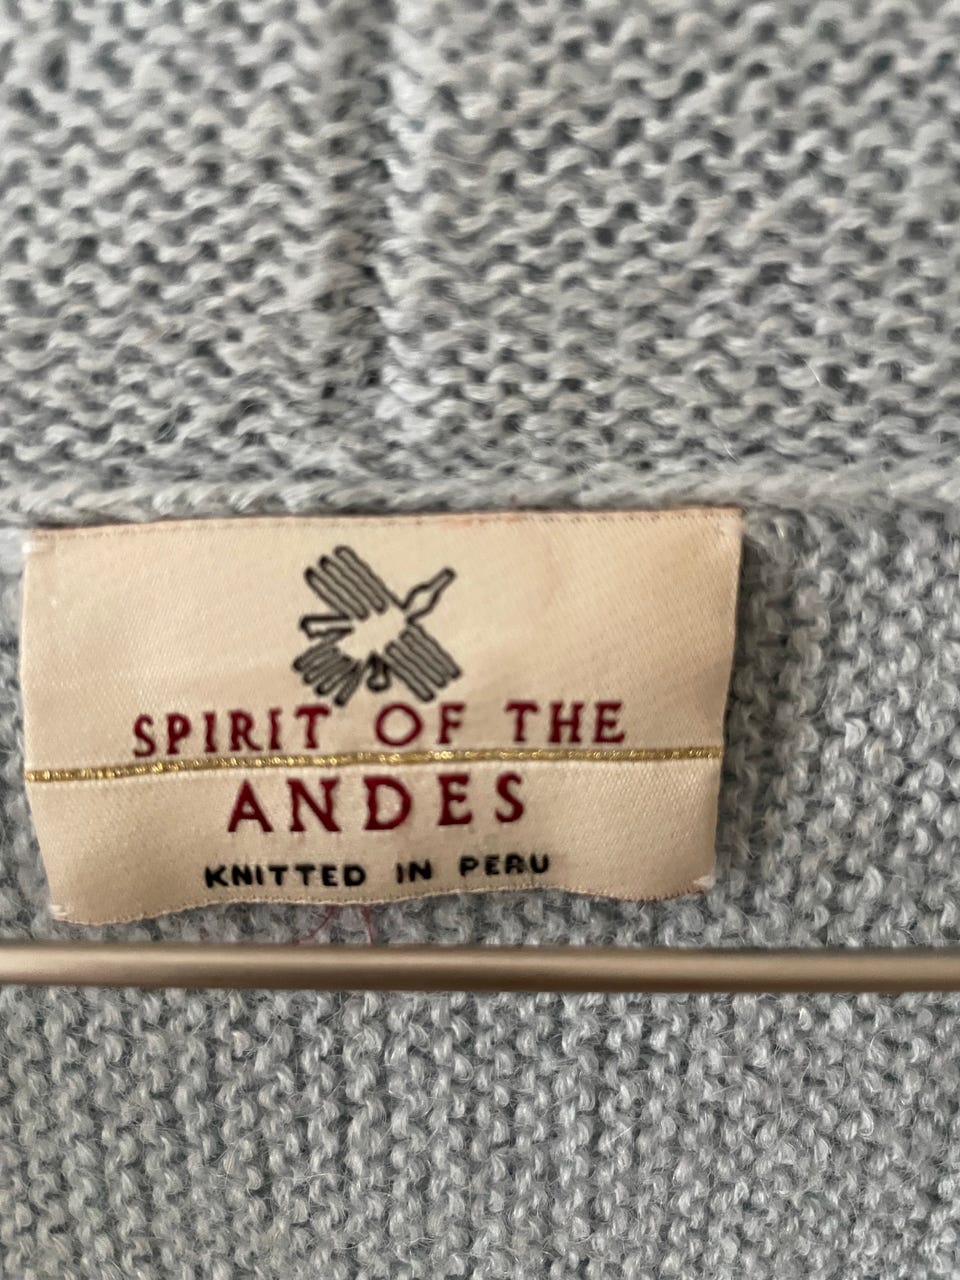 SPIRIT OF THE
ANDES
KNITTED IN PERU